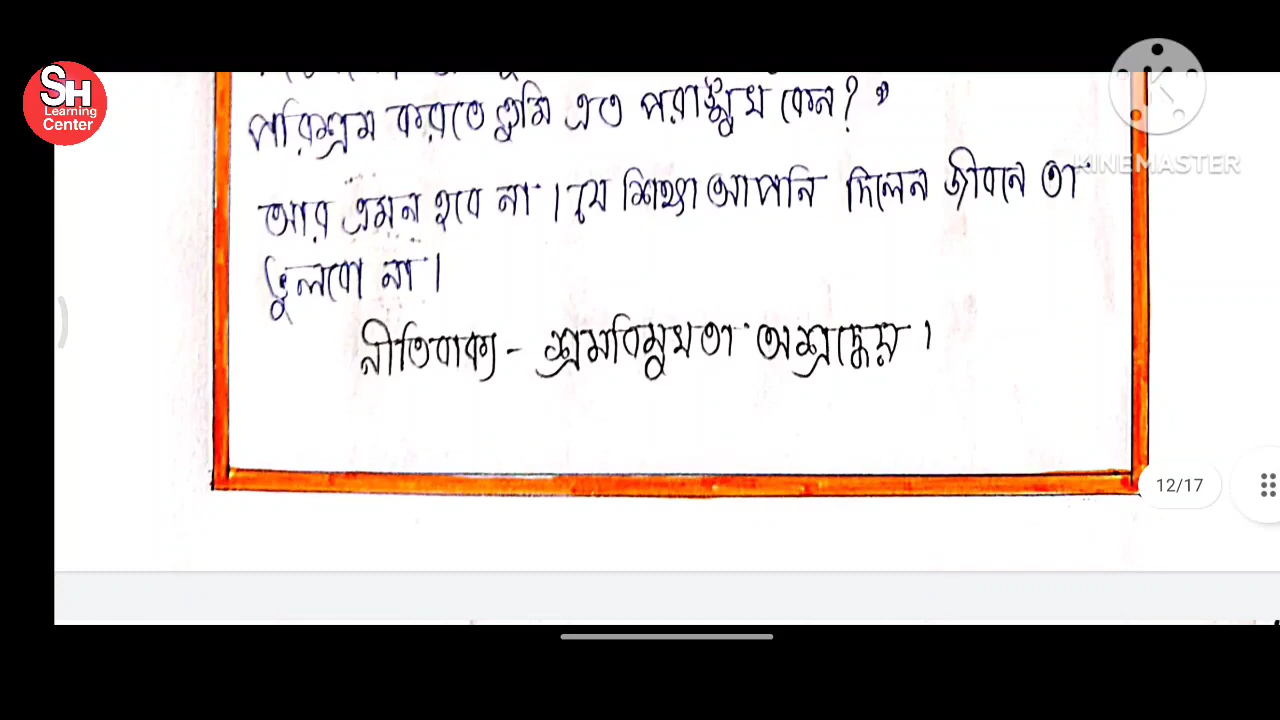 SH
Learning
Center
KINEMASTER
পরিশ্রম করতে তুমি এত পরাঙ্মুখ কেন?"
আর এমন হবে না। যে শিক্ষা আপনি দিলেন জীবনে তা
ভুলবো না।
নীতিবাক্য - শ্রমবিমুখতা অশ্রদ্ধেয়।
12/17